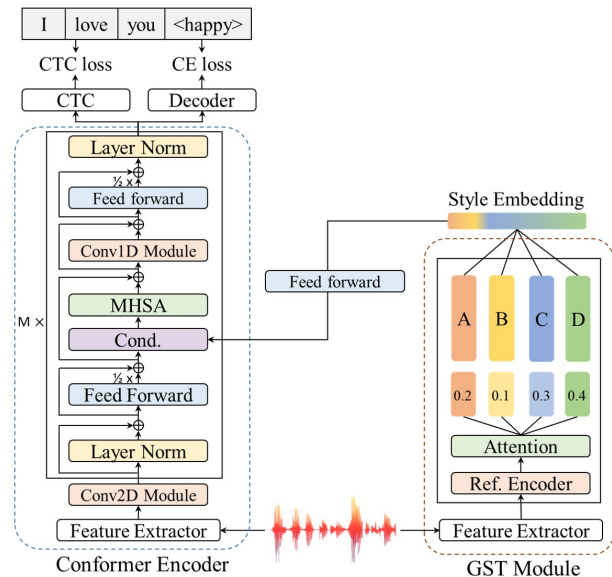 I love you <happy>
CTC loss CE loss
CTC Decoder
Layer Norm
½ x
Feed forward
Conv1D Module
MHSA
M ×
Cond.
½ x
Feed Forward
Layer Norm
Conv2D Module
Feature Extractor
Conformer Encoder
Feed forward
Style Embedding
A B C D
0.2 0.1 0.3 0.4
Attention
Ref. Encoder
Feature Extractor
GST Module